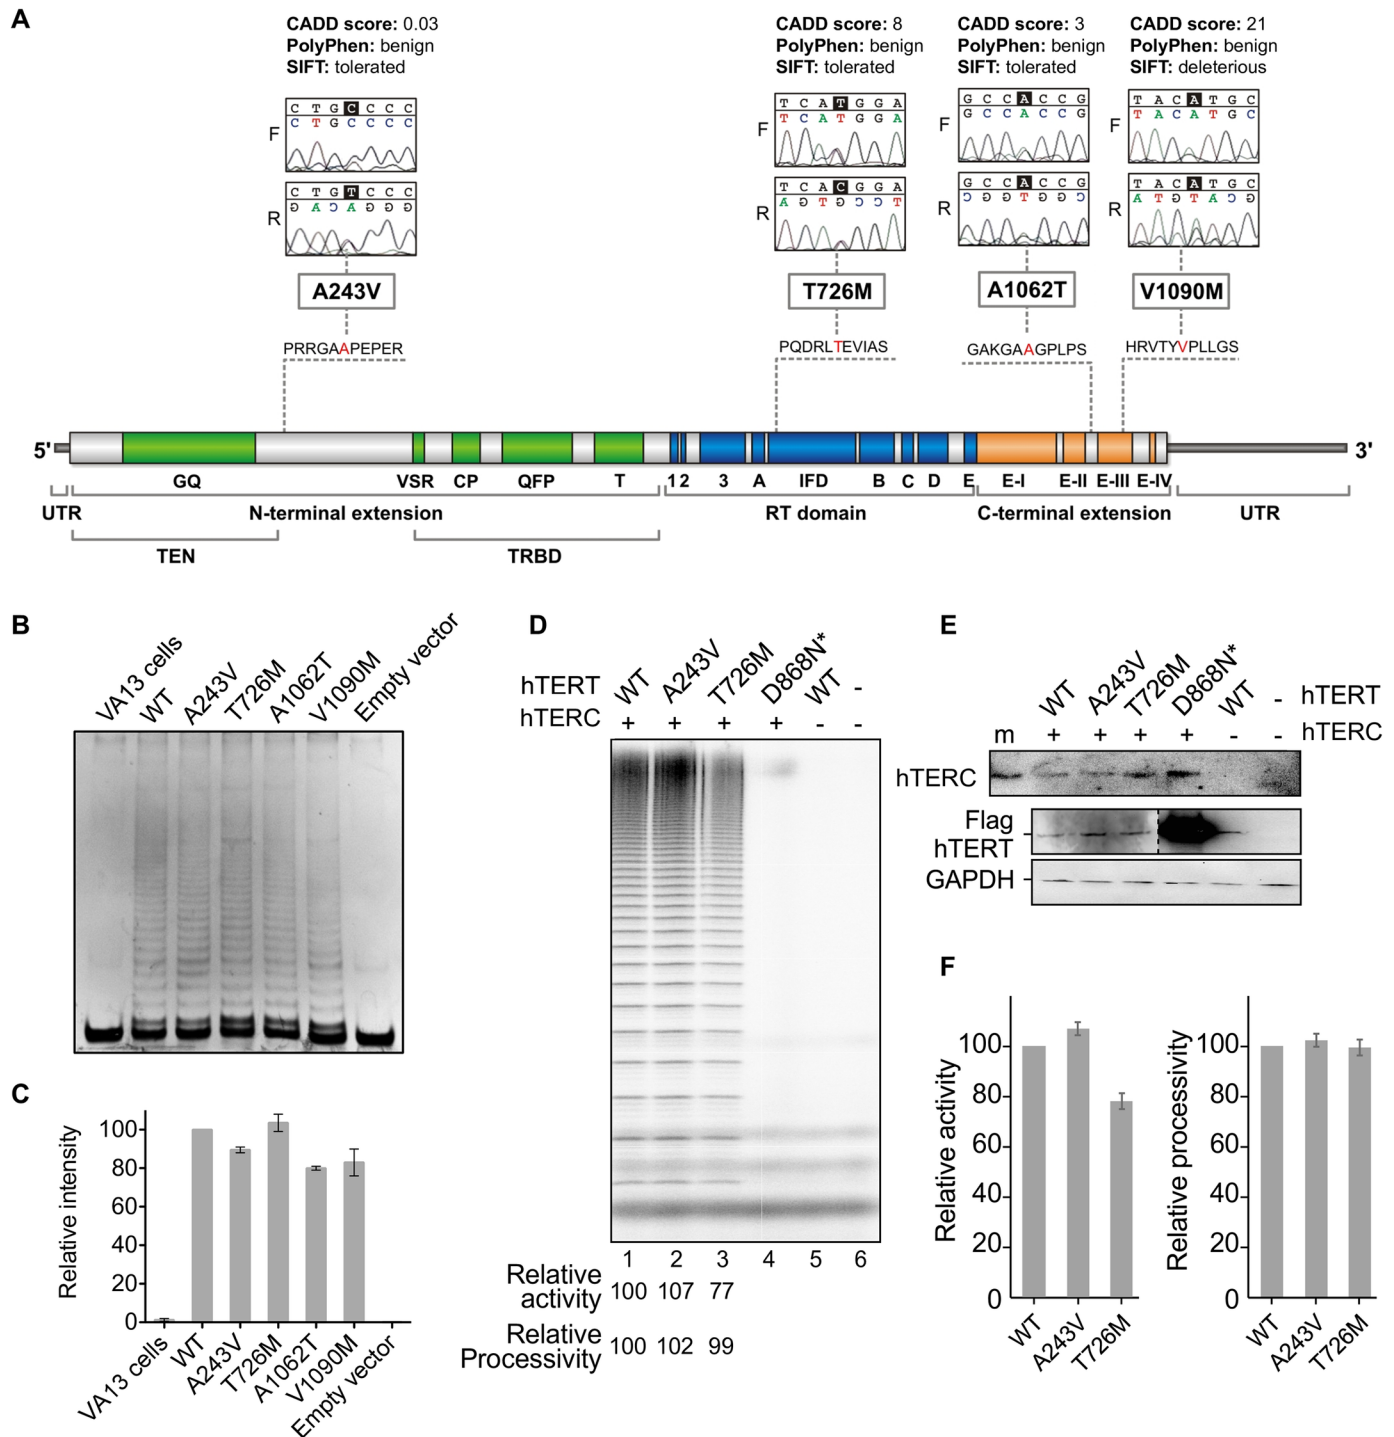 A
CADD score: 0.03
PolyPhen: benign
SIFT: tolerated
CADD score: 8
PolyPhen: benign
SIFT: tolerated
CADD score: 3
PolyPhen: benign
SIFT: tolerated
CADD score: 21
PolyPhen: benign
SIFT: deleterious
F
C T G C C C C
C T G C C C C
R
C T G T C C C
G A C A G G G
F
T C A T G G A
T C A T G G A
R
T C A C G G A
A G T G C C T
F
G C C A C C G
G C C A C C G
R
G C C A C C G
C G G T G G C
F
T A C A T G C
T A C A T G C
R
T A C A T G C
A T G T A C G
A243V
T726M
A1062T
V1090M
PRRGAAPEPER
PQDRLTEVIAS
GAKGAAGPLPS
HRVTYVPLLGS
5'
3'
GQ VSR CP QFP T 1 2 3 A IFD B C D E E-I E-II E-III E-IV
UTR N-terminal extension RT domain C-terminal extension UTR
TEN TRBD
B
VA13 cells
WT
A243V
T726M
A1062T
V1090M
Empty vector
C
Relative intensity
100
80
60
40
20
0
VA13 cells
WT
A243V
T726M
A1062T
V1090M
Empty vector
D
hTERT WT A243V T726M D868N* WT -
hTERC + + + + - -
1 2 3 4 5 6
Relative activity 100 107 77
Relative Processivity 100 102 99
E
WT A243V T726M D868N* WT - hTERT
m + + + + - - hTERC
hTERC
Flag
hTERT
GAPDH
F
Relative activity
100
80
60
40
20
0
WT
A243V
T726M
Relative processivity
100
80
60
40
20
0
WT
A243V
T726M